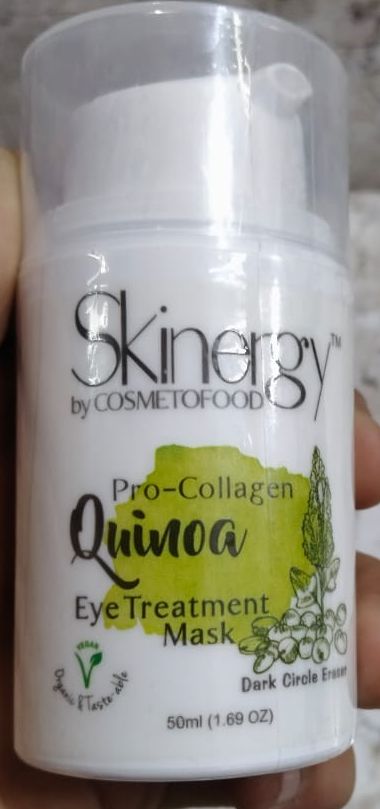 Skinergy™
by COSMETOFOOD
Pro-Collagen
Quinoa
Eye Treatment
Mask
VEGAN
Organic & Taste-able
Dark Circle Eraser
50ml (1.69 OZ)